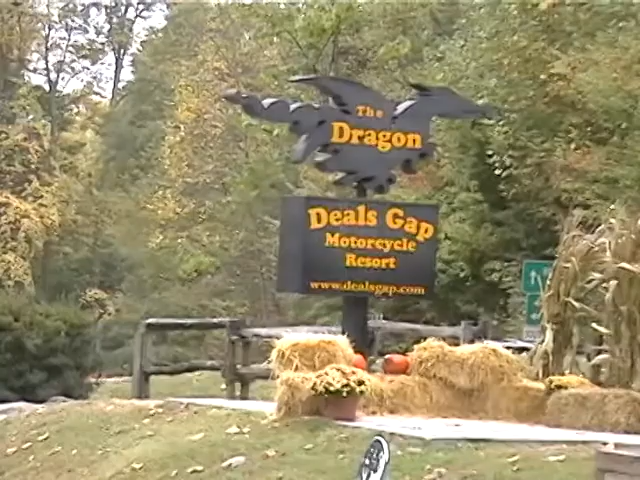 The
Dragon
Deals Gap
Motorcycle
Resort
www.dealsgap.com